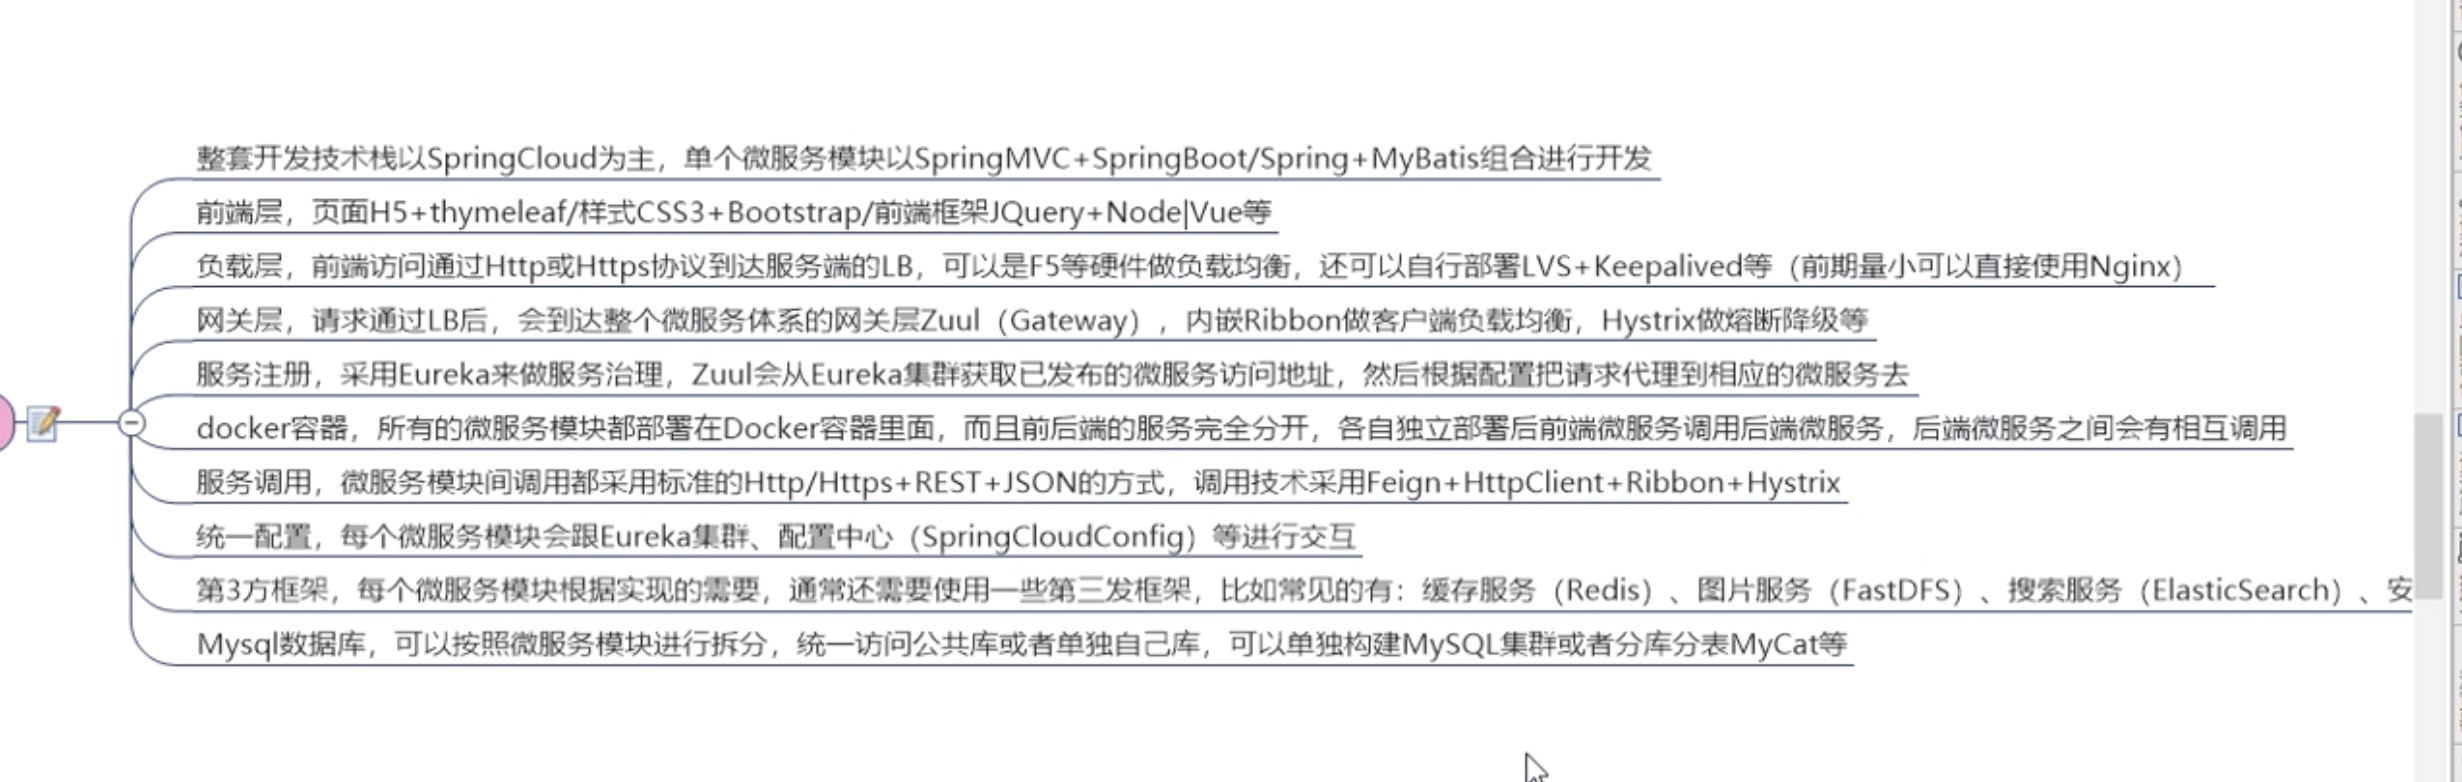 整套开发技术栈以SpringCloud为主，单个微服务模块以SpringMVC+SpringBoot/Spring+MyBatis组合进行开发
前端层，页面H5+thymeleaf/样式CSS3+Bootstrap/前端框架JQuery+Node|Vue等
负载层，前端访问通过Http或Https协议到达服务端的LB，可以是F5等硬件做负载均衡，还可以自行部署LVS+Keepalived等（前期量小可以直接使用Nginx）
网关层，请求通过LB后，会到达整个微服务体系的网关层Zuul（Gateway），内嵌Ribbon做客户端负载均衡，Hystrix做熔断降级等
服务注册，采用Eureka来做服务治理，Zuul会从Eureka集群获取已发布的微服务访问地址，然后根据配置把请求代理到相应的微服务去
docker容器，所有的微服务模块都部署在Docker容器里面，而且前后端的服务完全分开，各自独立部署后前端微服务调用后端微服务，后端微服务之间会有相互调用
服务调用，微服务模块间调用都采用标准的Http/Https+REST+JSON的方式，调用技术采用Feign+HttpClient+Ribbon+Hystrix
统一配置，每个微服务模块会跟Eureka集群、配置中心（SpringCloudConfig）等进行交互
第3方框架，每个微服务模块根据实现的需要，通常还需要使用一些第三发框架，比如常见的有：缓存服务（Redis）、图片服务（FastDFS）、搜索服务（ElasticSearch）、安
Mysql数据库，可以按照微服务模块进行拆分，统一访问公共库或者单独自己库，可以单独构建MySQL集群或者分库分表MyCat等